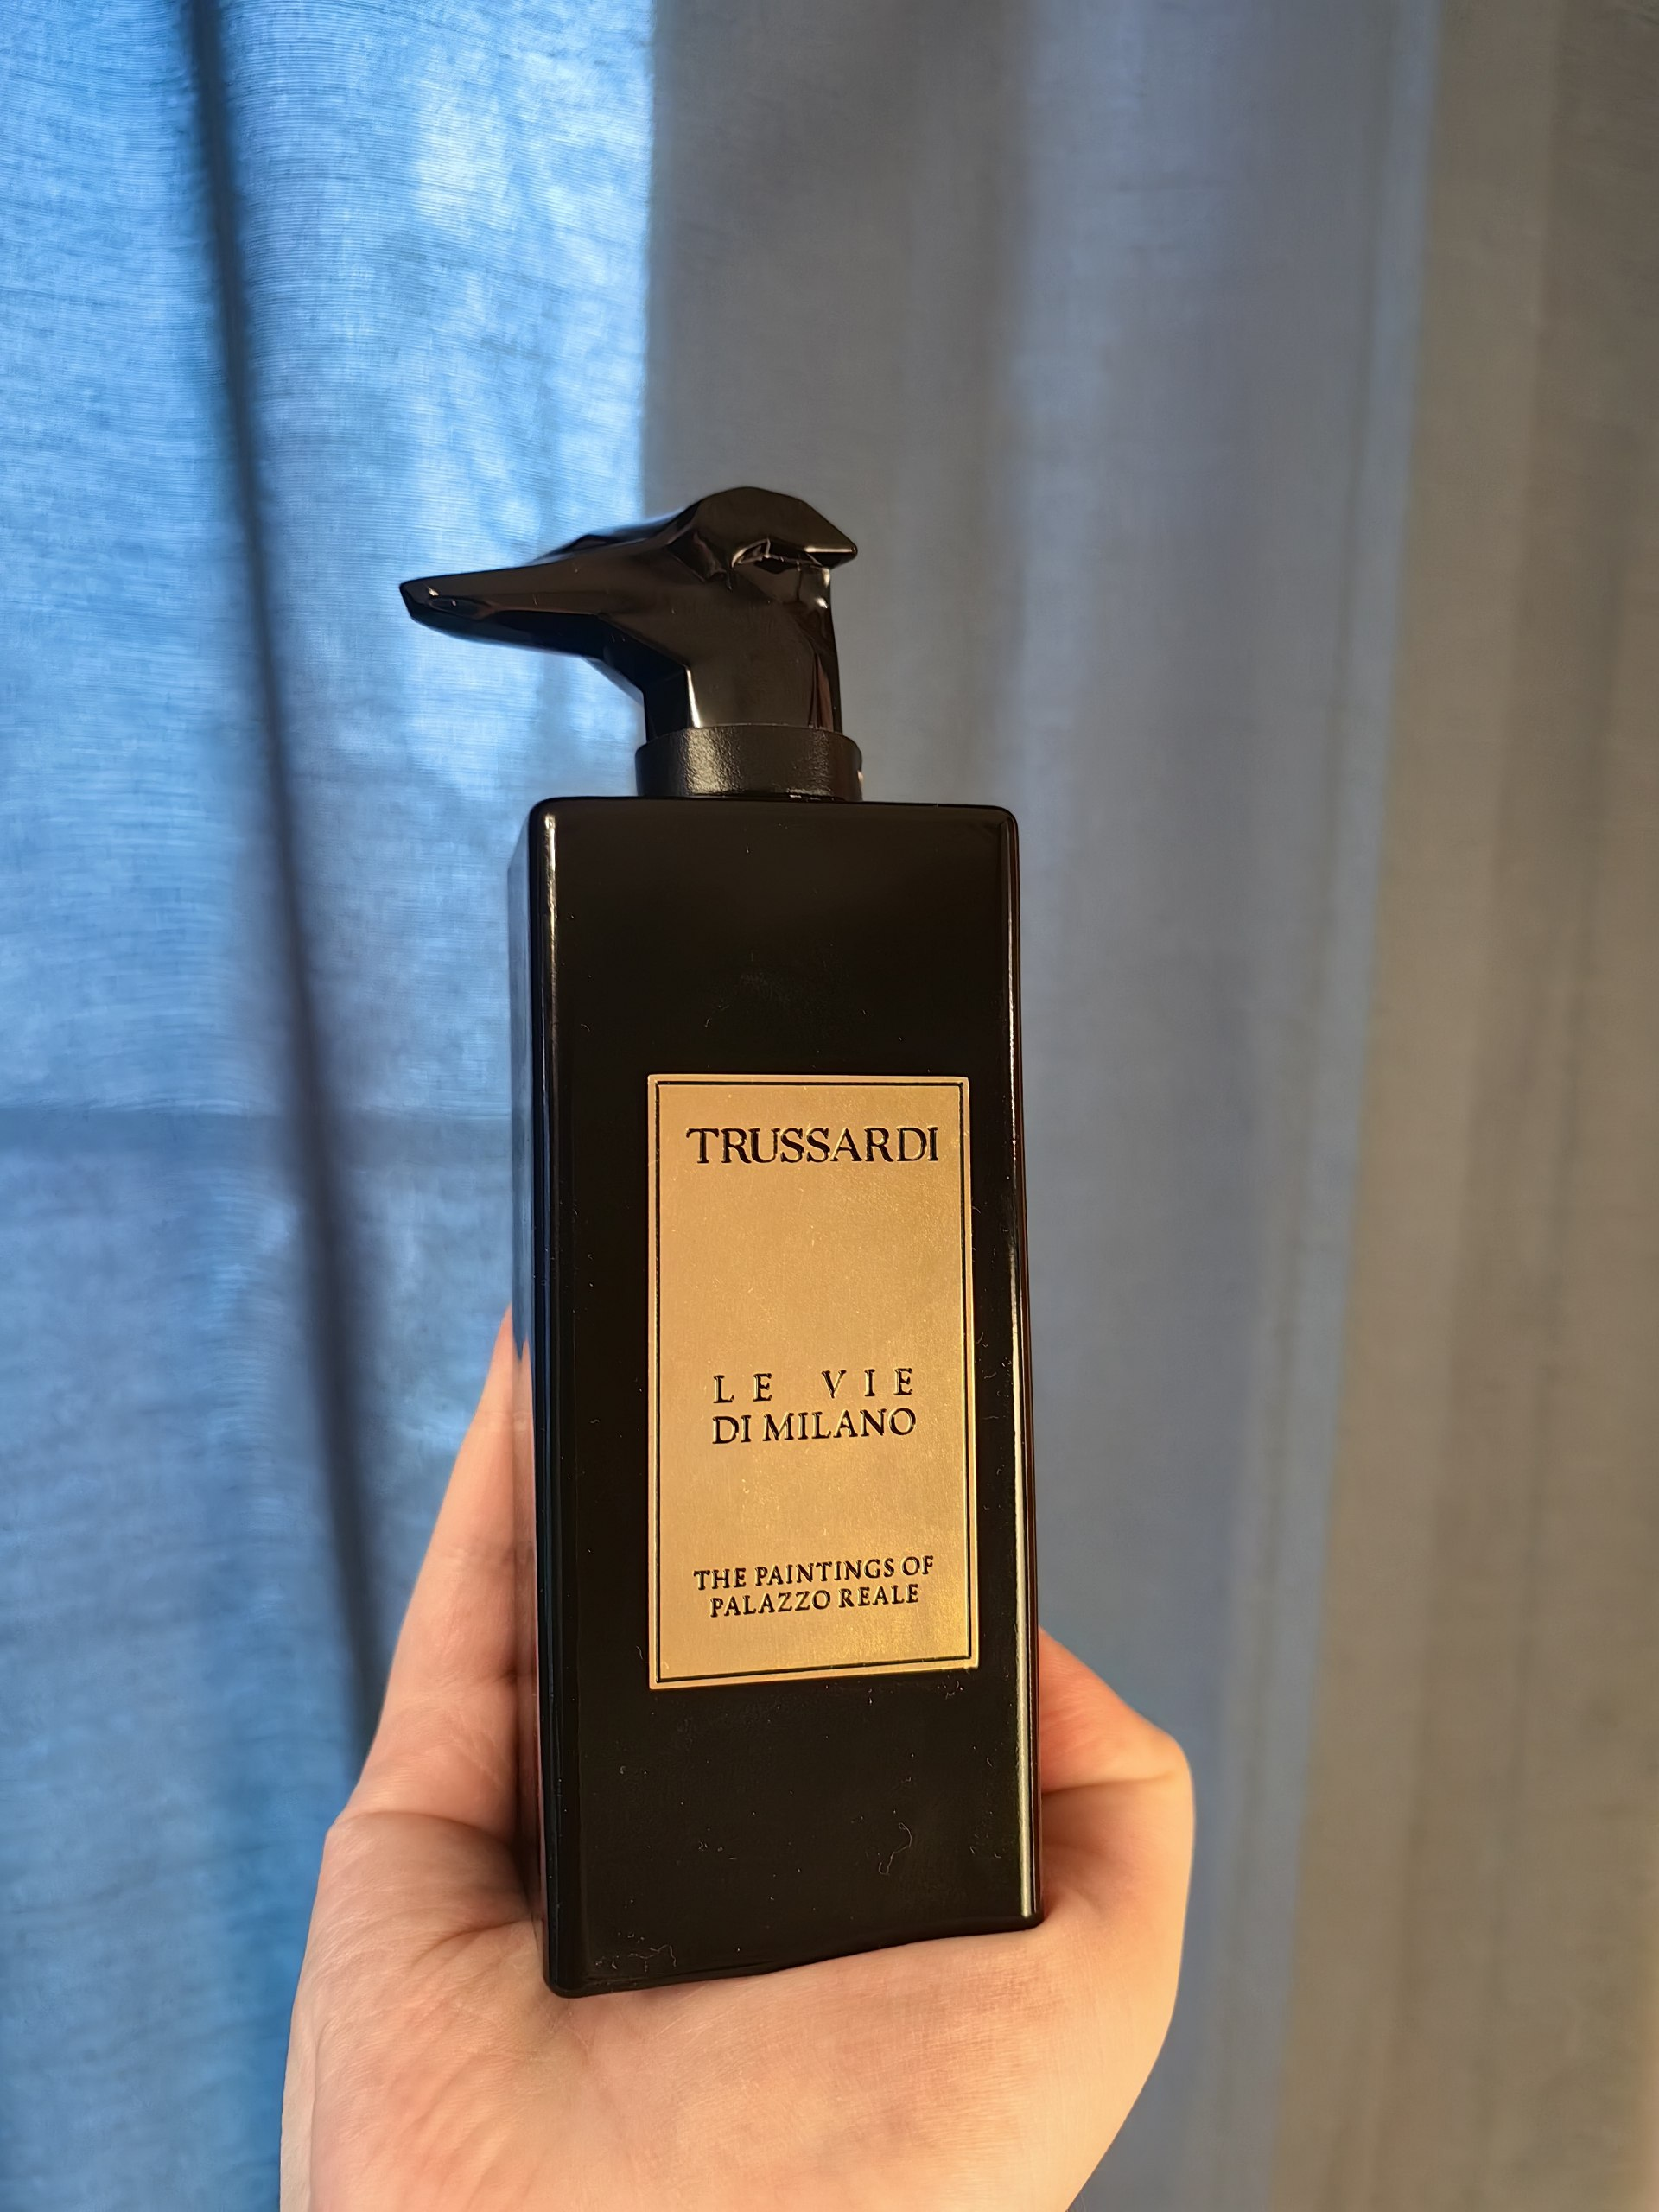 TRUSSARDI
LE VIE
DI MILANO
THE PAINTINGS OF
PALAZZO REALE